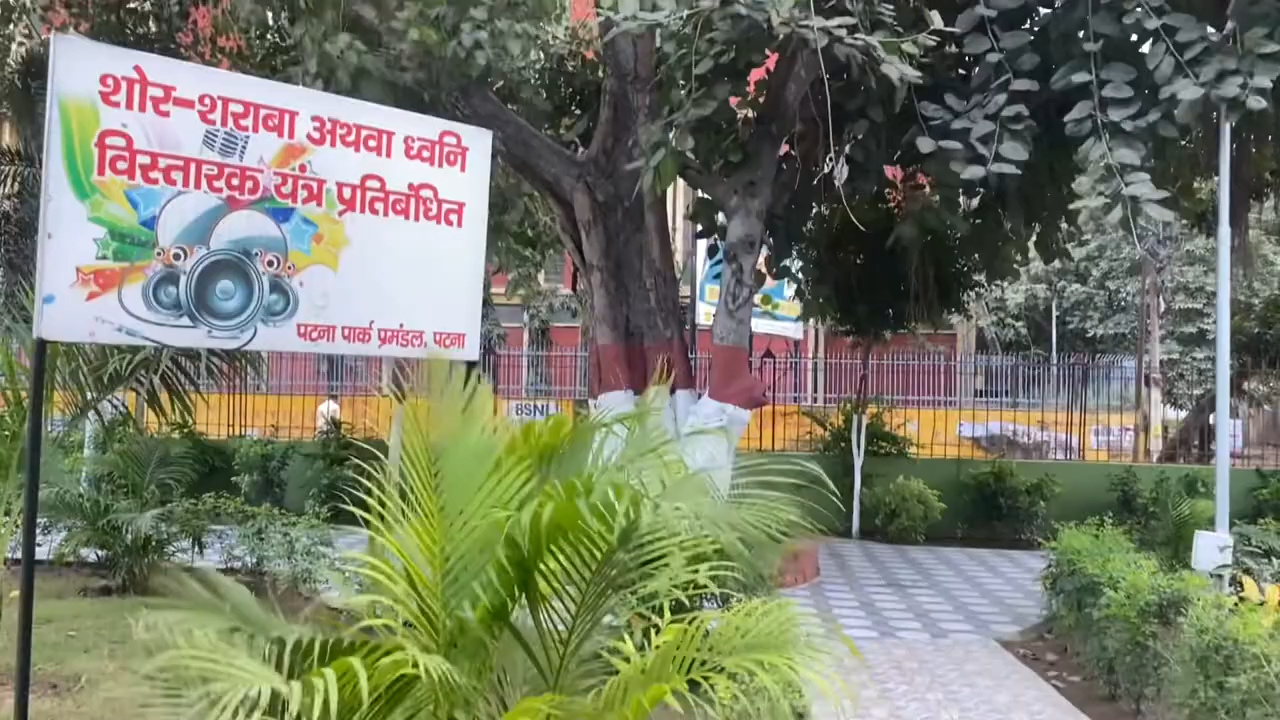 शोर-शराबा अथवा ध्वनि
विस्तारक यंत्र प्रतिबंधित
पटना पार्क प्रमंडल, पटना
BSNL